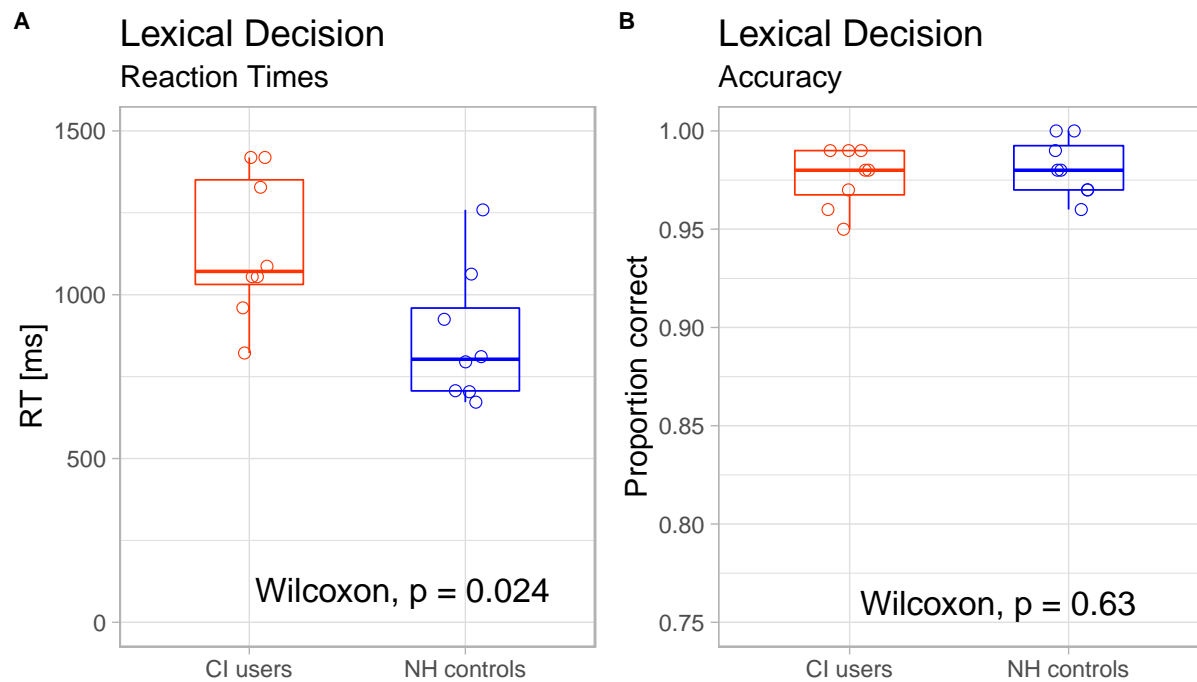 A
Lexical Decision
Reaction Times
RT [ms]
1500
1000
500
0
Wilcoxon, p = 0.024
CI users
NH controls
B
Lexical Decision
Accuracy
Proportion correct
1.00
0.95
0.90
0.85
0.80
0.75
Wilcoxon, p = 0.63
CI users
NH controls